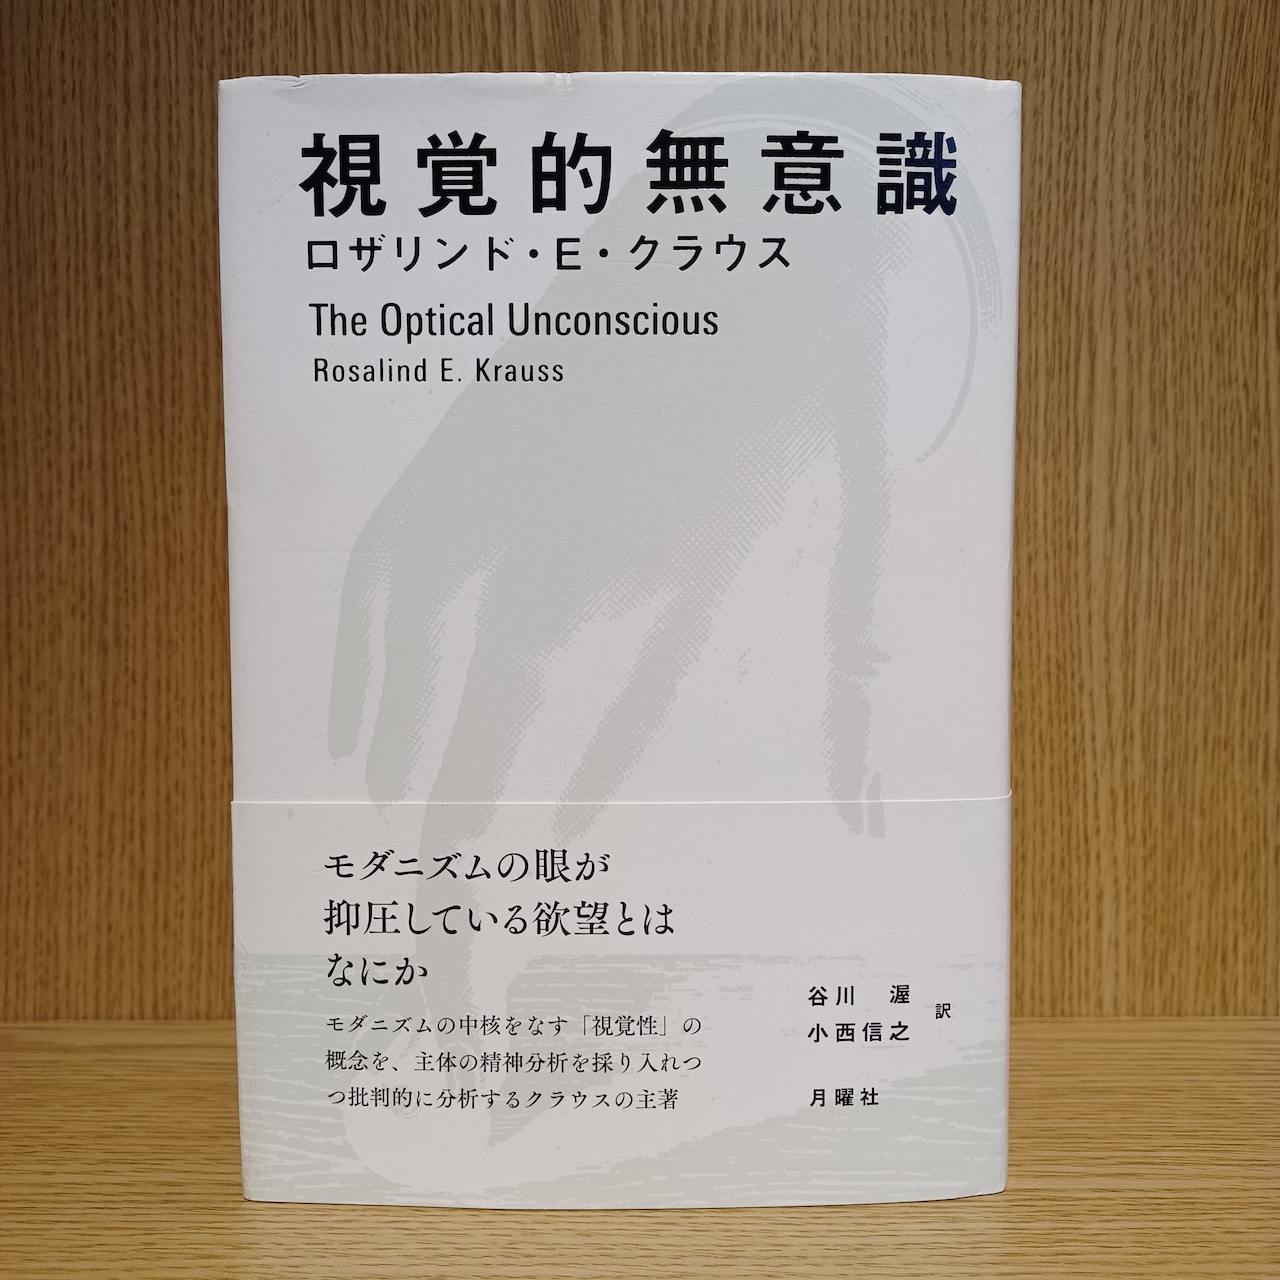 視覚的無意識
ロザリンド・E・クラウス
The Optical Unconscious
Rosalind E. Krauss
モダニズムの眼が
抑圧している欲望とは
なにか
モダニズムの中核をなす「視覚性」の
概念を、主体の精神分析を採り入れつ
つ批判的に分析するクラウスの主著
谷川 渥
小西信之
訳
月曜社